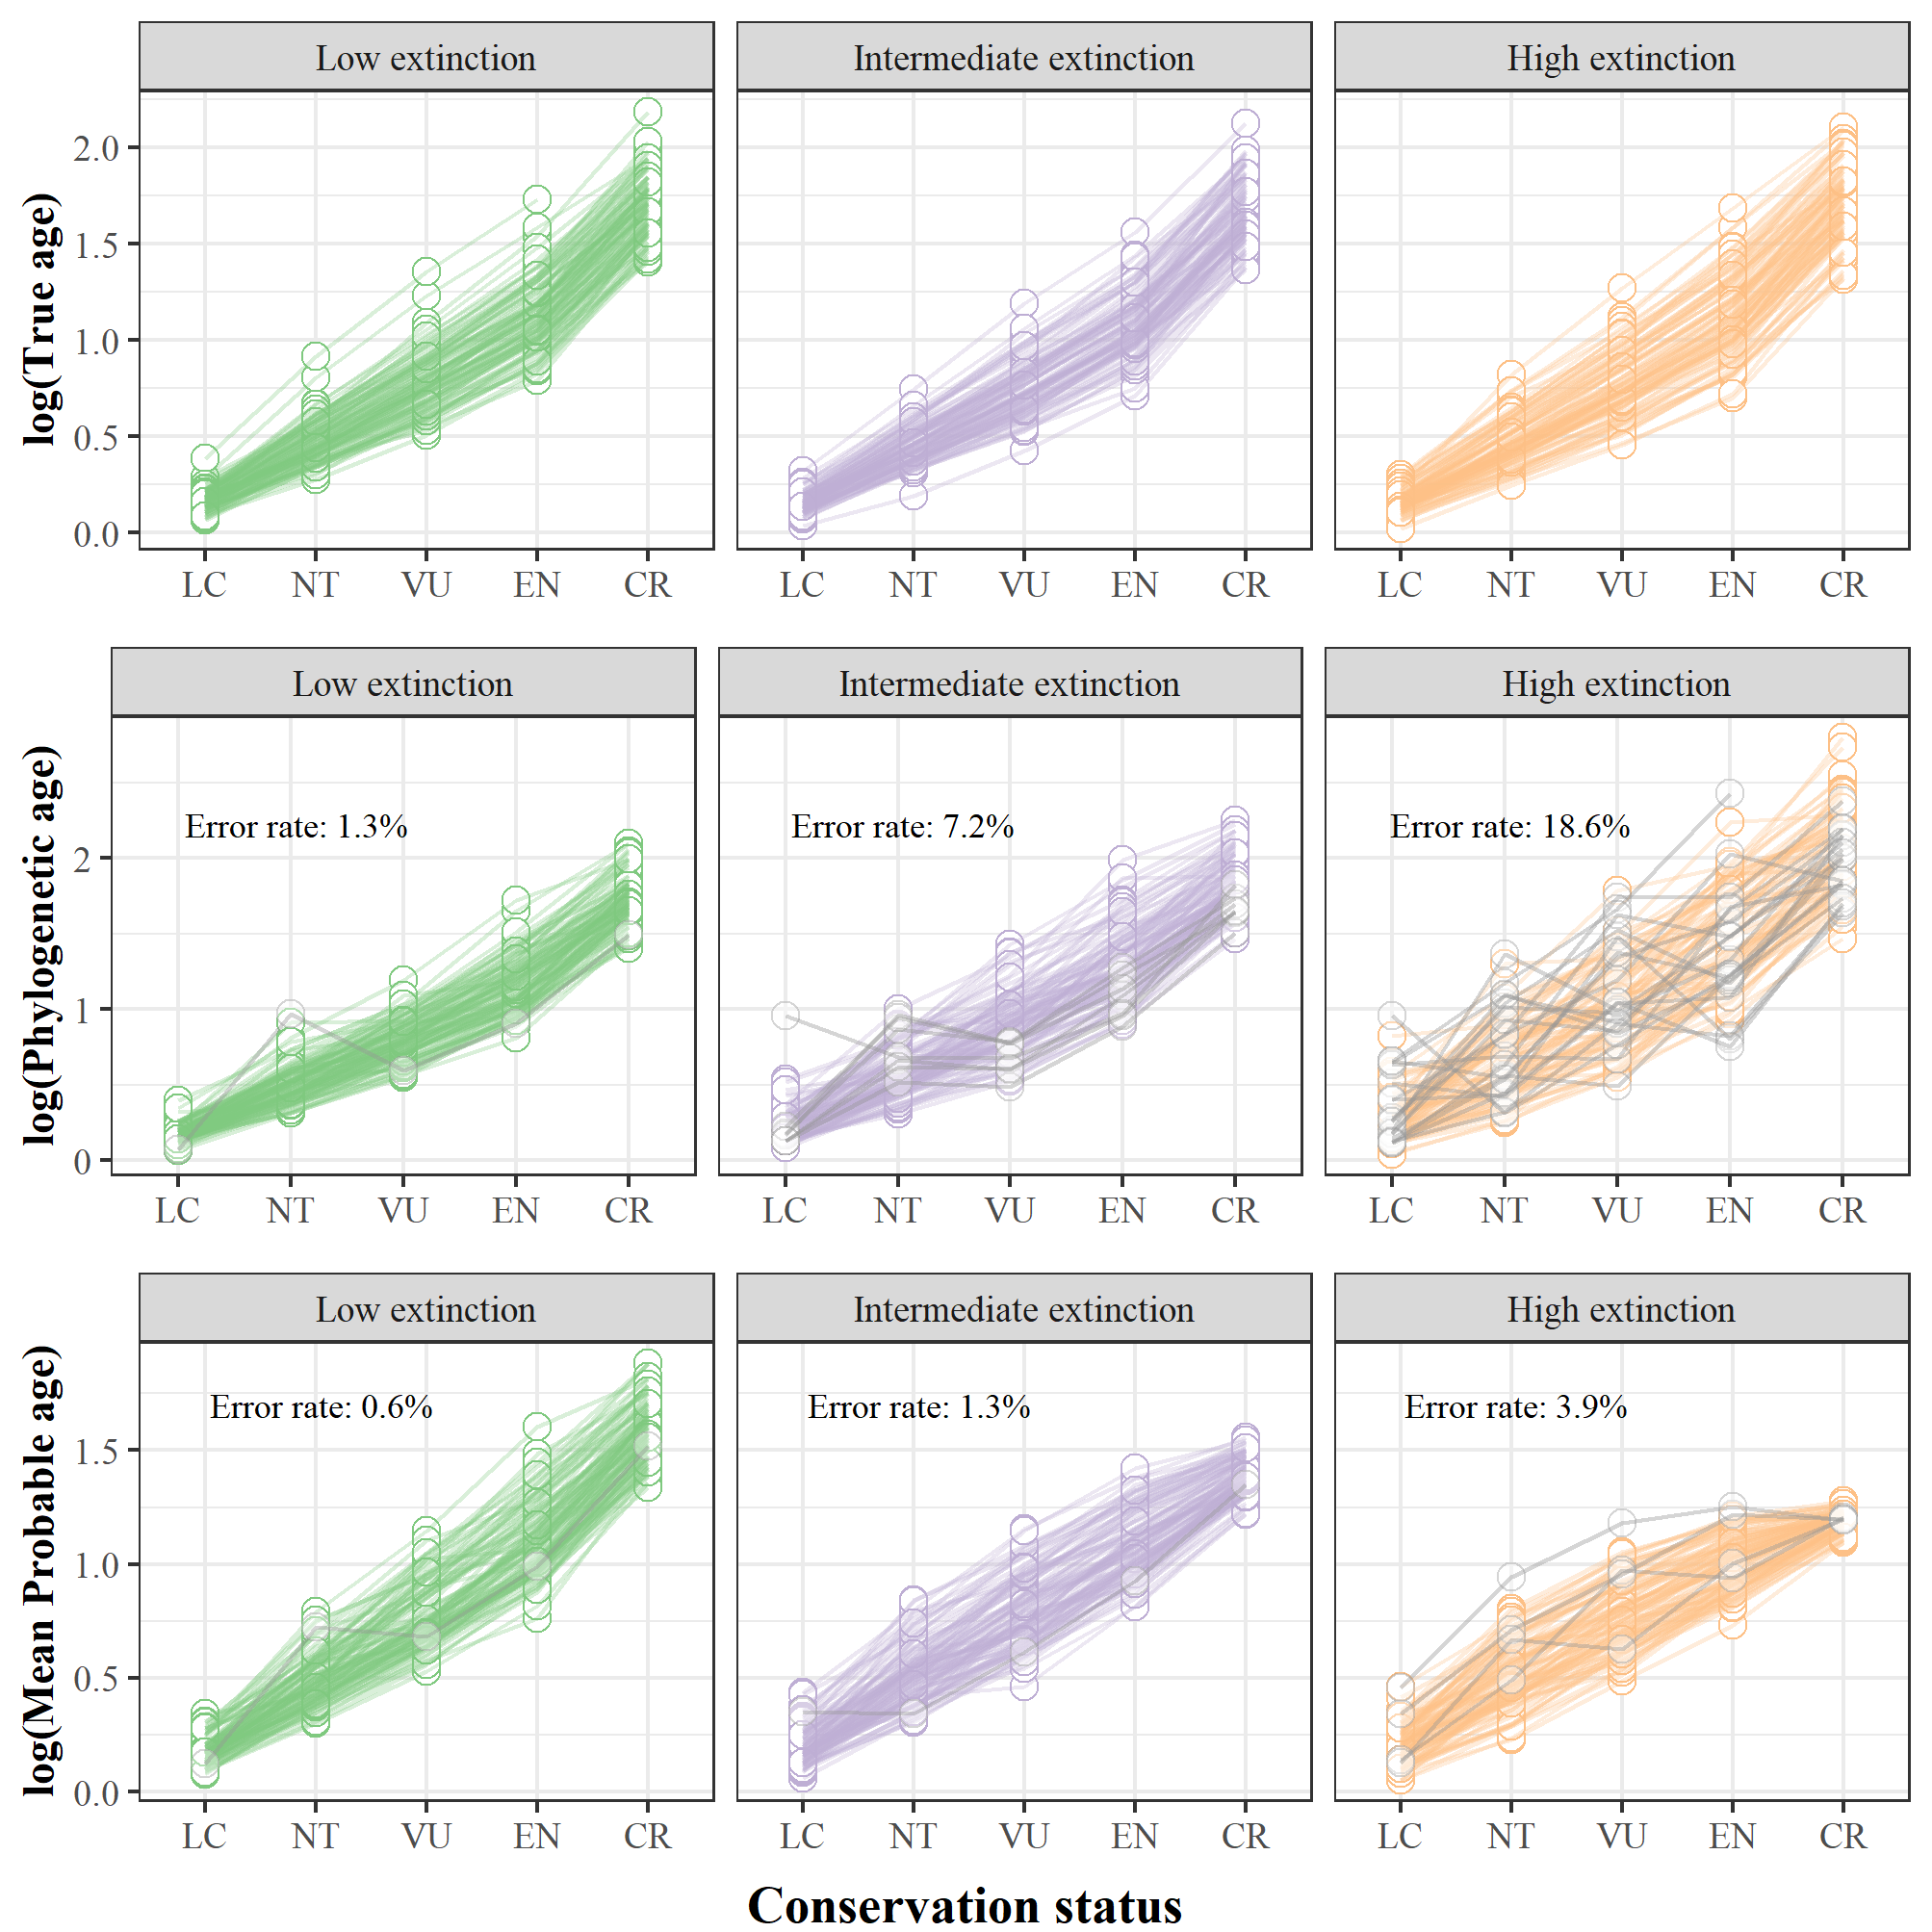 Low extinction Intermediate extinction High extinction
log(True age)
2.0
1.5
1.0
0.5
0.0
LC NT VU EN CR LC NT VU EN CR LC NT VU EN CR
Low extinction Intermediate extinction High extinction
log(Phylogenetic age)
Error rate: 1.3% Error rate: 7.2% Error rate: 18.6%
2
1
0
LC NT VU EN CR LC NT VU EN CR LC NT VU EN CR
Low extinction Intermediate extinction High extinction
log(Mean Probable age)
Error rate: 0.6% Error rate: 1.3% Error rate: 3.9%
1.5
1.0
0.5
0.0
LC NT VU EN CR LC NT VU EN CR LC NT VU EN CR
Conservation status